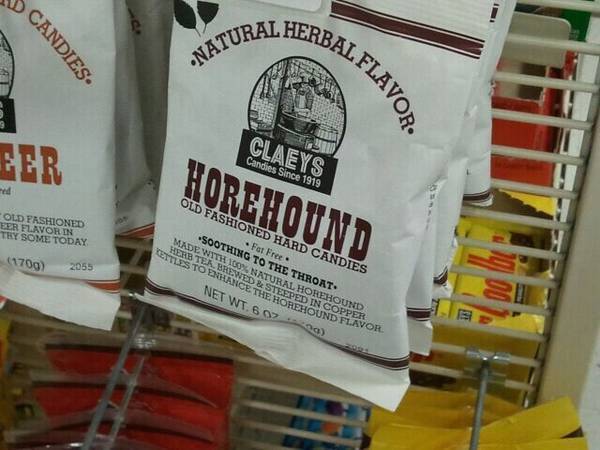 RD CANDIES•
EER
OLD FASHIONED
EER FLAVOR IN
TRY SOME TODAY.
(170g) 2055
•NATURAL HERBAL FLAVOR•
CLAEYS
Candies Since 1919
HOREHOUND
OLD FASHIONED HARD CANDIES
• Fat Free •
•SOOTHING TO THE THROAT•
MADE WITH 100% NATURAL HOREHOUND
HERB TEA, BREWED & STEEPED IN COPPER
KETTLES TO ENHANCE THE HOREHOUND FLAVOR.
NET WT. 6 OZ.